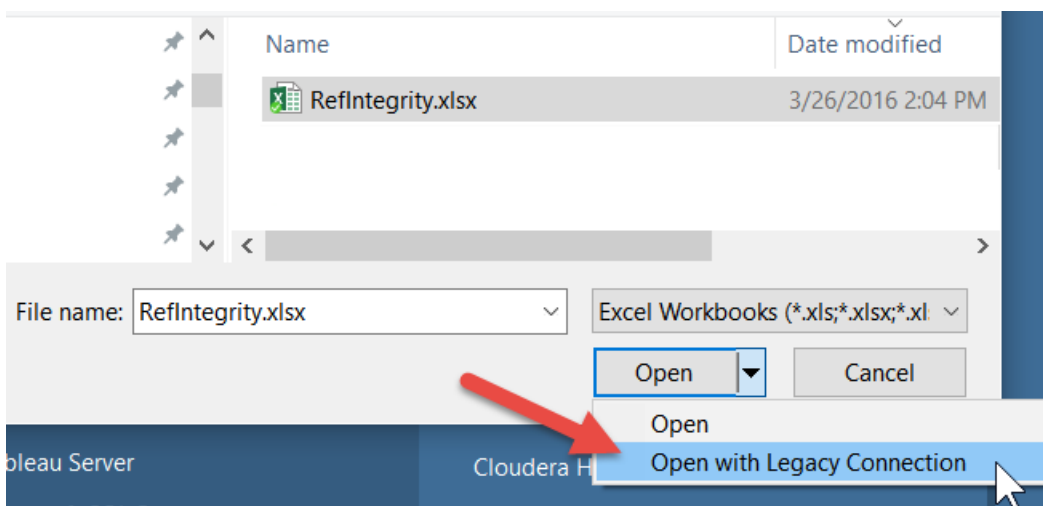 Name Date modified
RefIntegrity.xlsx 3/26/2016 2:04 PM
File name: RefIntegrity.xlsx Excel Workbooks (*.xls;*.xlsx;*.xl
Open Cancel
Open
bleau Server Cloudera H Open with Legacy Connection